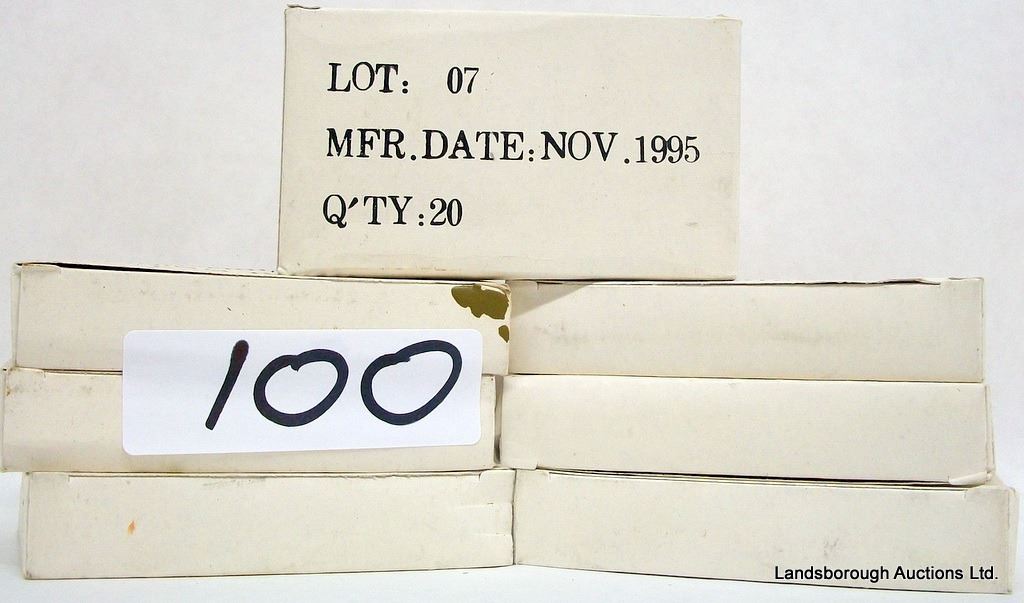 LOT: 07
MFR.DATE:NOV.1995
Q'TY:20
100
Landsborough Auctions Ltd.